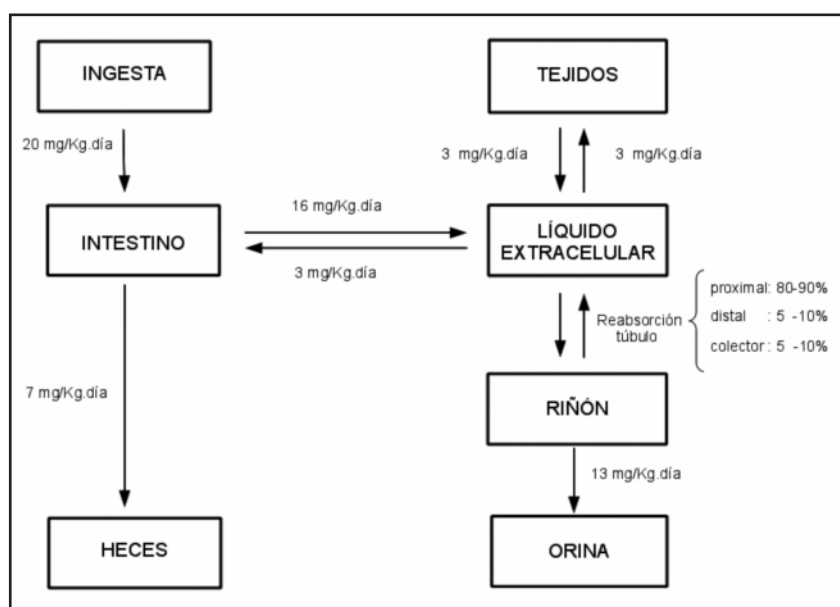 INGESTA
TEJIDOS
20 mg/Kg.día
3 mg/Kg.día
3 mg/Kg.día
16 mg/Kg.día
INTESTINO
LÍQUIDO
EXTRACELULAR
3 mg/Kg.día
proximal: 80-90%
distal : 5 -10%
colector : 5 -10%
Reabsorción
túbulo
7 mg/Kg.día
RIÑÓN
13 mg/Kg.día
HECES
ORINA